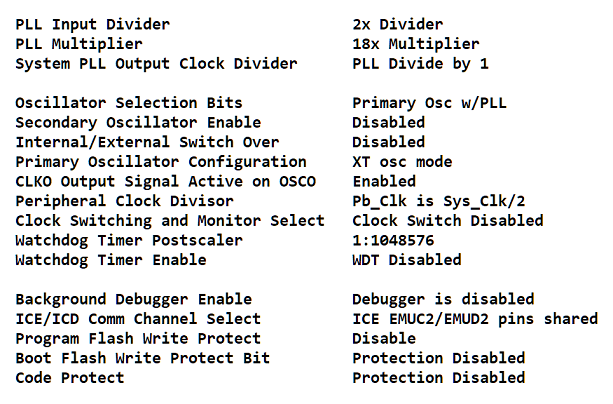 PLL Input Divider 2x Divider
PLL Multiplier 18x Multiplier
System PLL Output Clock Divider PLL Divide by 1
Oscillator Selection Bits Primary Osc w/PLL
Secondary Oscillator Enable Disabled
Internal/External Switch Over Disabled
Primary Oscillator Configuration XT osc mode
CLKO Output Signal Active on OSCO Enabled
Peripheral Clock Divisor Pb_Clk is Sys_Clk/2
Clock Switching and Monitor Select Clock Switch Disabled
Watchdog Timer Postscaler 1:1048576
Watchdog Timer Enable WDT Disabled
Background Debugger Enable Debugger is disabled
ICE/ICD Comm Channel Select ICE EMUC2/EMUD2 pins shared
Program Flash Write Protect Disable
Boot Flash Write Protect Bit Protection Disabled
Code Protect Protection Disabled